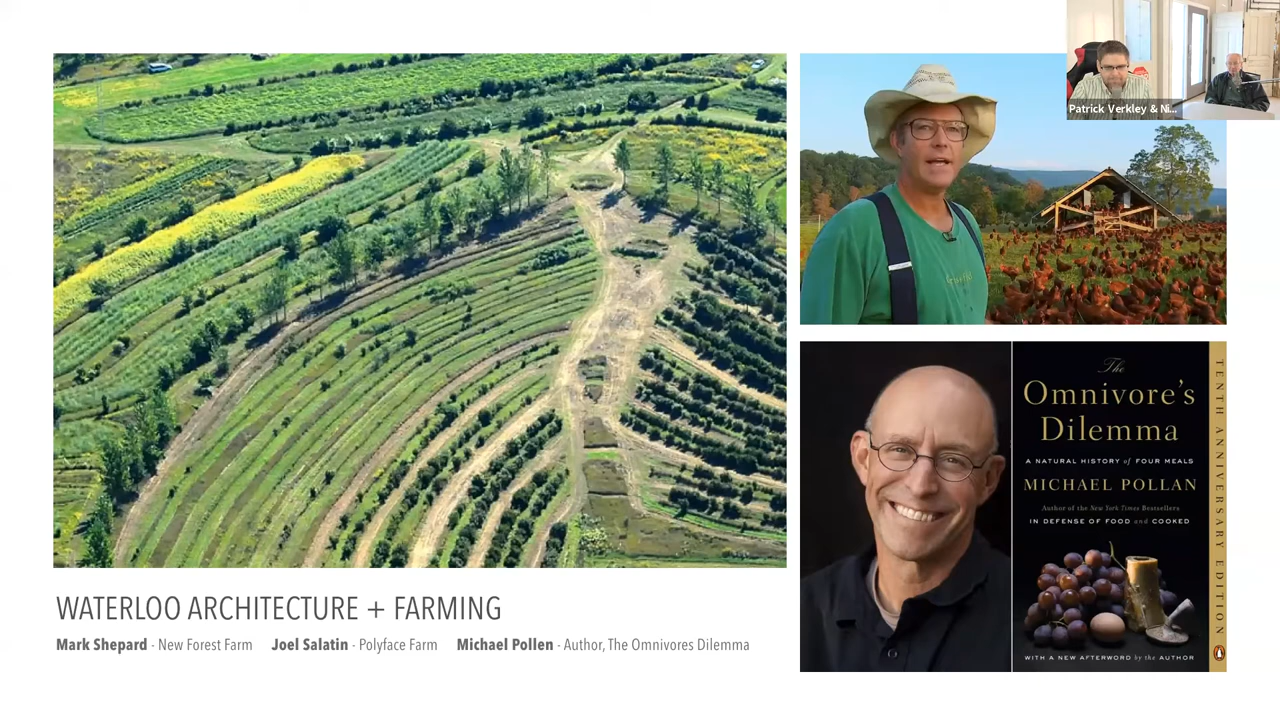 Patrick Verkley & Ni...
The
Omnivore's
Dilemma
A NATURAL HISTORY of FOUR MEALS
MICHAEL POLLAN
Author of the New York Times Bestsellers
IN DEFENSE OF FOOD and COOKED
WITH A NEW AFTERWORD by the AUTHOR
TENTH ANNIVERSARY EDITION
WATERLOO ARCHITECTURE + FARMING
Mark Shepard - New Forest Farm Joel Salatin - Polyface Farm Michael Pollen - Author, The Omnivores Dilemma